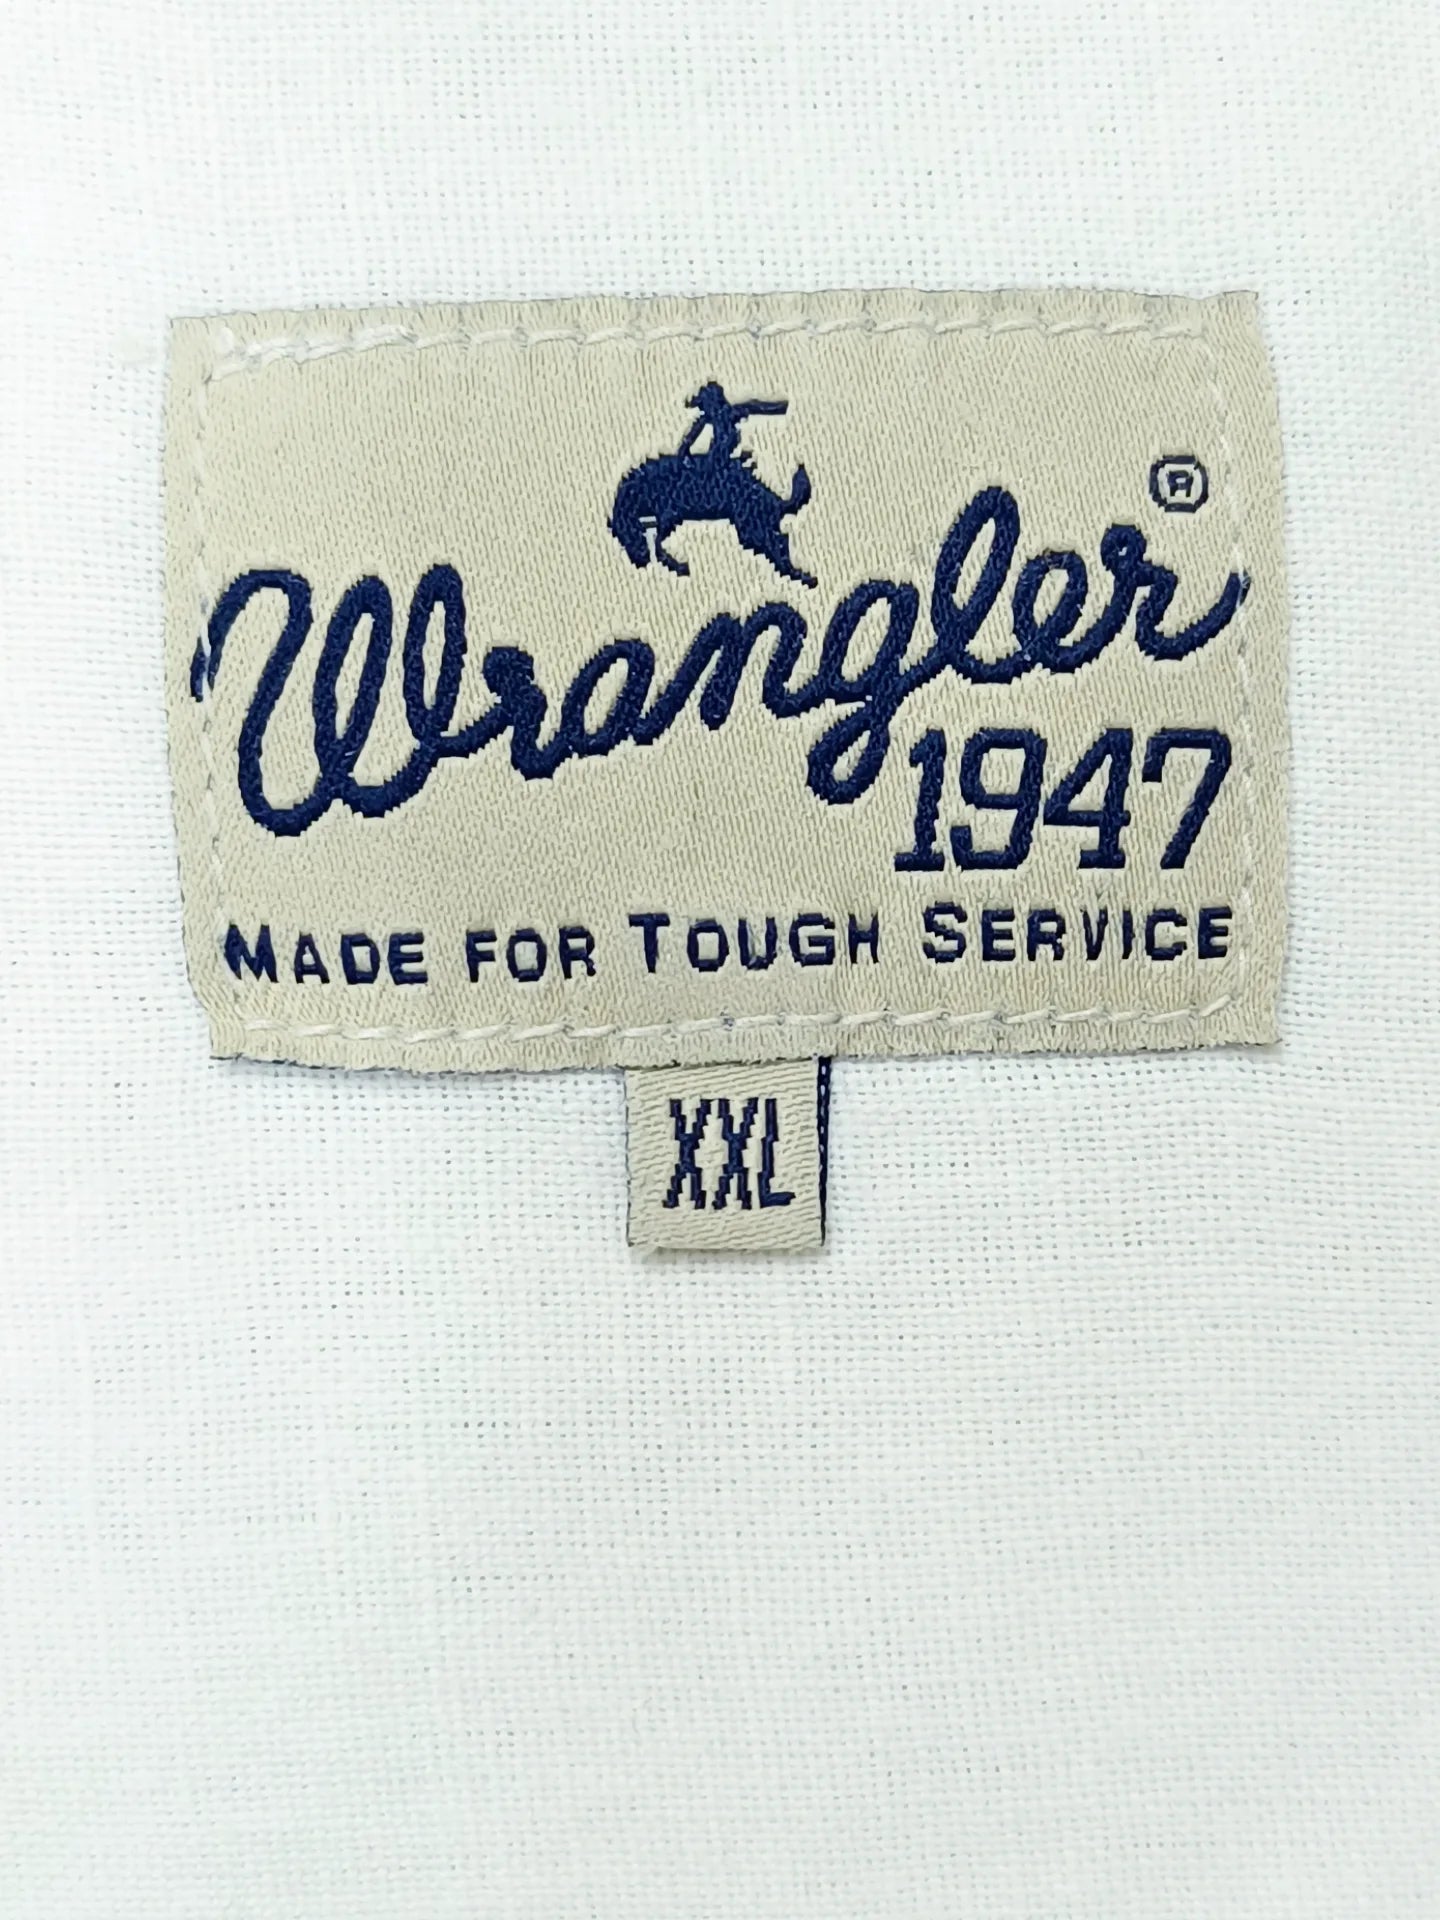 ®
Wrangler
1947
MADE FOR TOUGH SERVICE
XXL